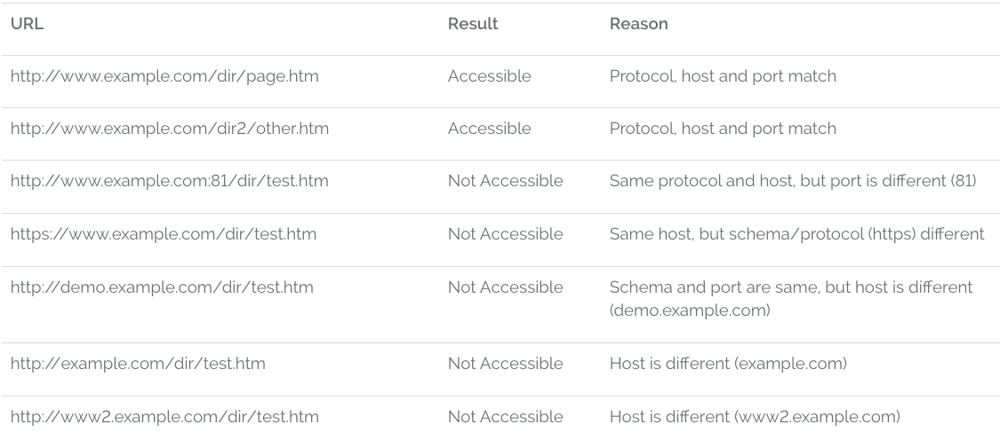 URL Result Reason
http://www.example.com/dir/page.htm Accessible Protocol, host and port match
http://www.example.com/dir2/other.htm Accessible Protocol, host and port match
http://www.example.com:81/dir/test.htm Not Accessible Same protocol and host, but port is different (81)
https://www.example.com/dir/test.htm Not Accessible Same host, but schema/protocol (https) different
http://demo.example.com/dir/test.htm Not Accessible Schema and port are same, but host is different
(demo.example.com)
http://example.com/dir/test.htm Not Accessible Host is different (example.com)
http://www2.example.com/dir/test.htm Not Accessible Host is different (www2.example.com)